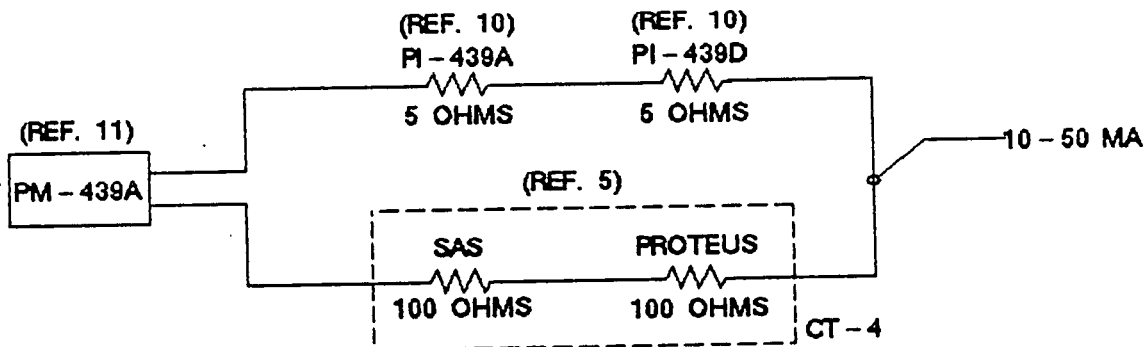 (REF. 10)
(REF. 10)
PI-439A
PI-439D
5 OHMS
5 OHMS
(REF. 11)
PM-439A
10-50 MA
(REF. 5)
SAS
PROTEUS
100 OHMS
100 OHMS
CT-4